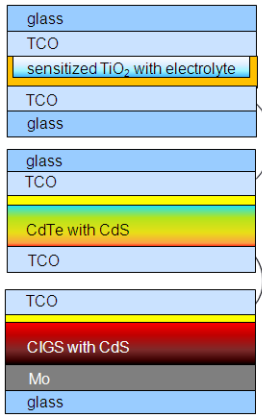 glass
TCO
sensitized TiO₂ with electrolyte
TCO
glass
glass
TCO
CdTe with CdS
TCO
TCO
CIGS with CdS
Mo
glass